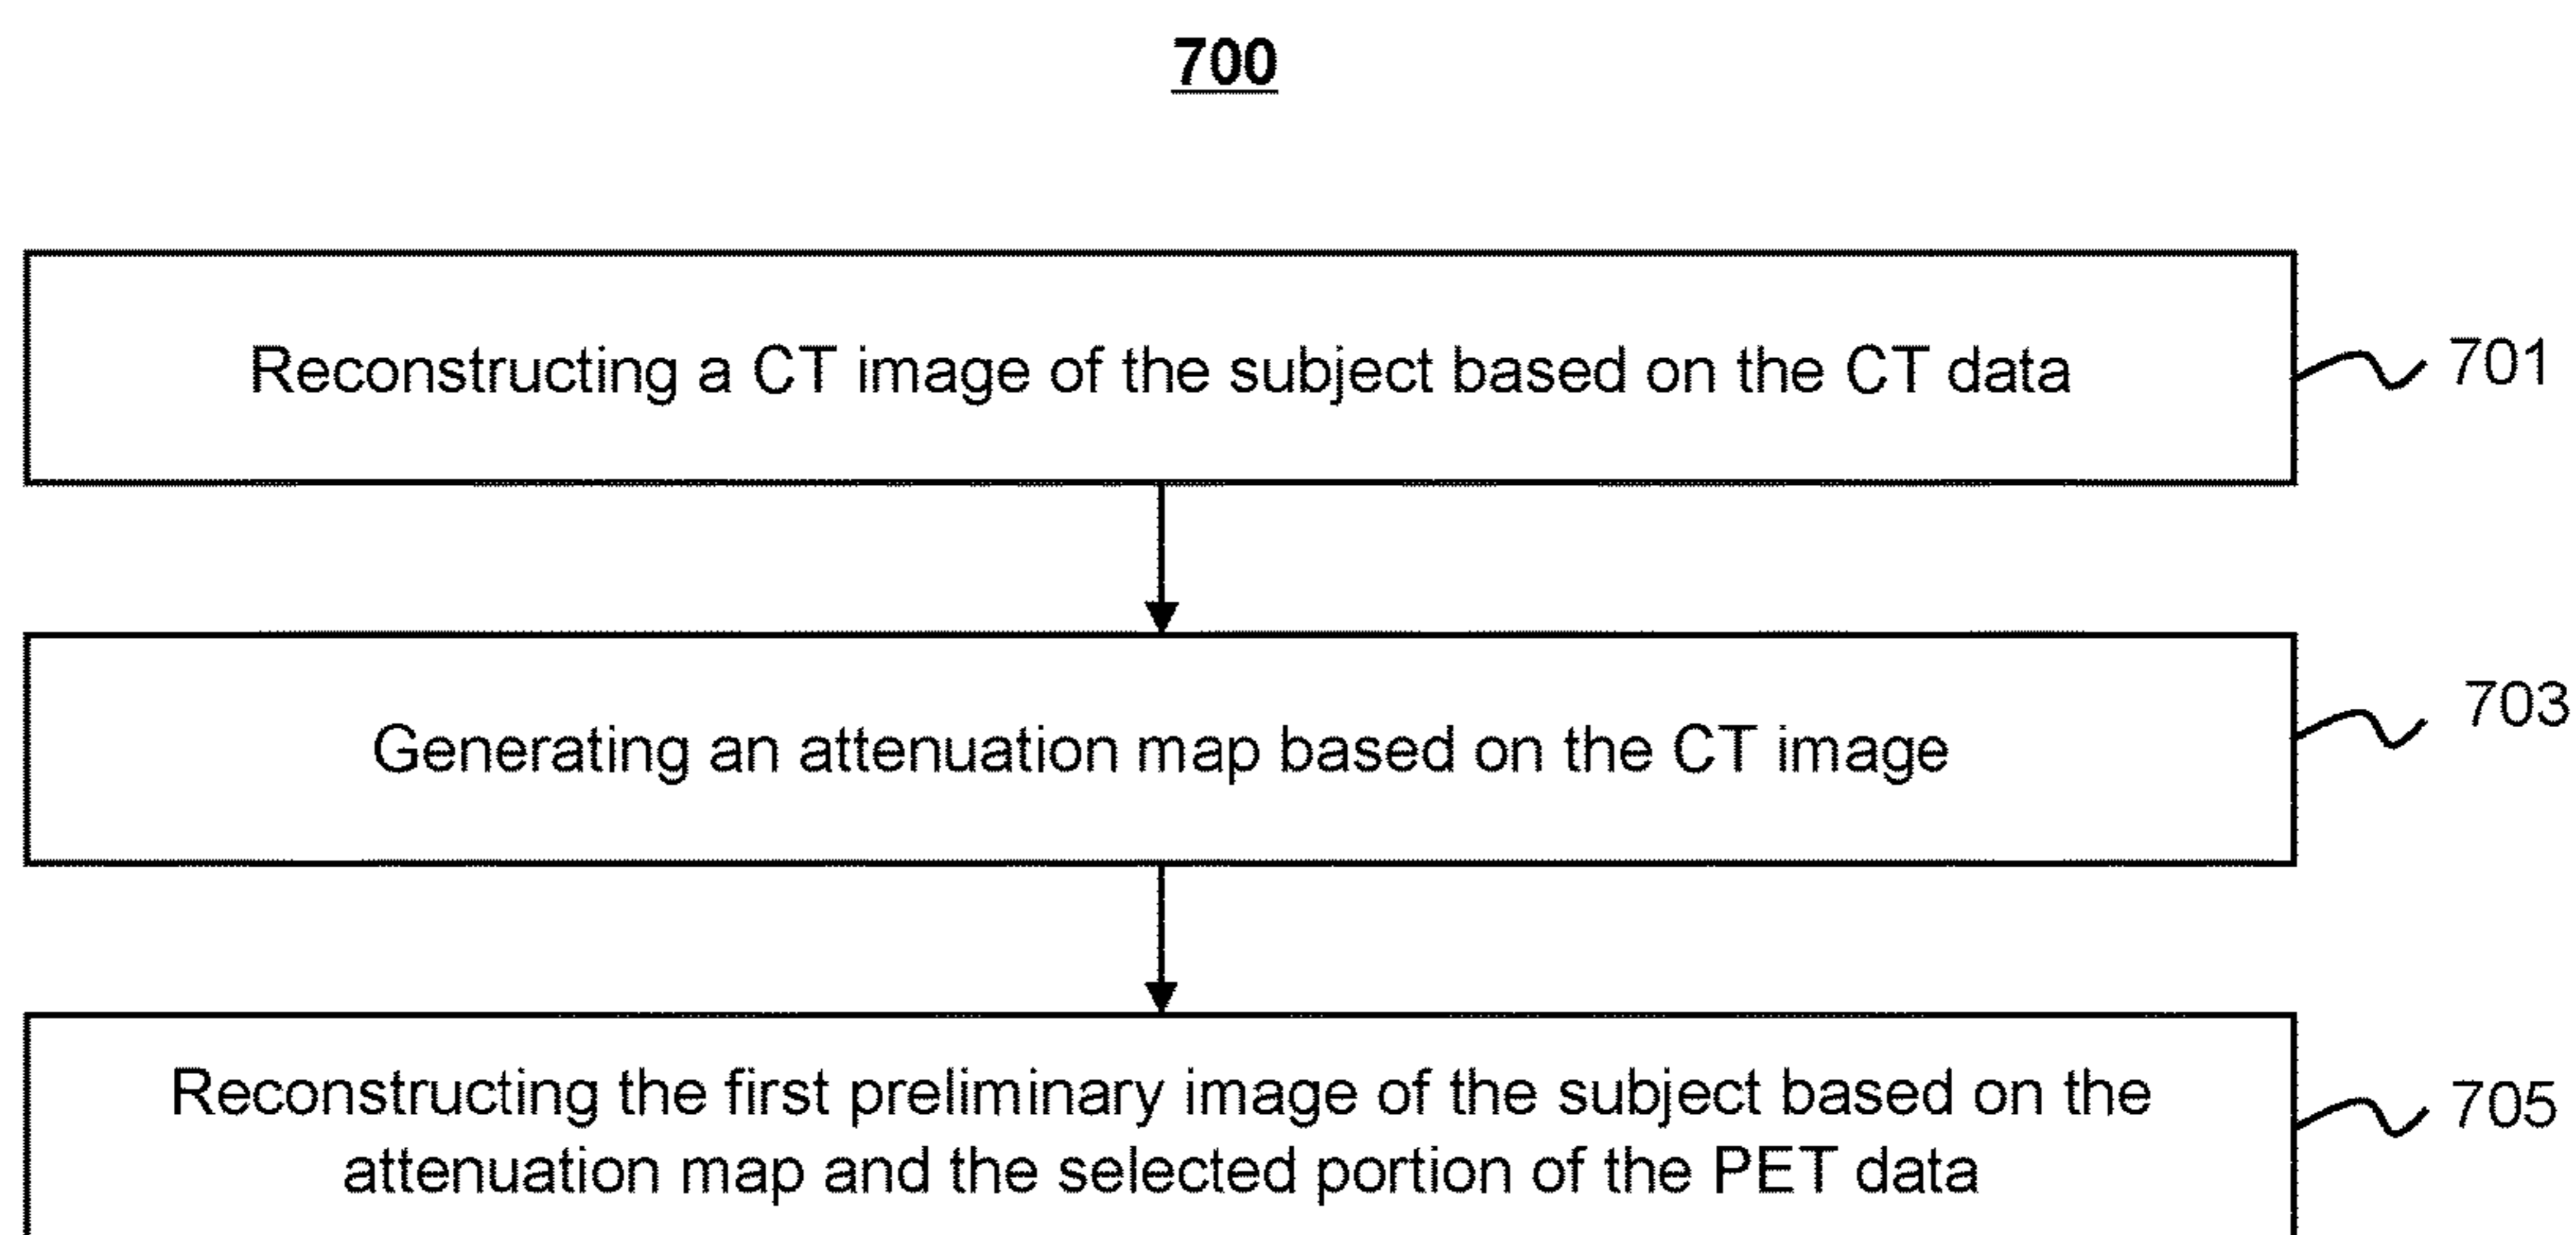 700
Reconstructing a CT image of the subject based on the CT data
701
Generating an attenuation map based on the CT image
703
Reconstructing the first preliminary image of the subject based on the
attenuation map and the selected portion of the PET data
705